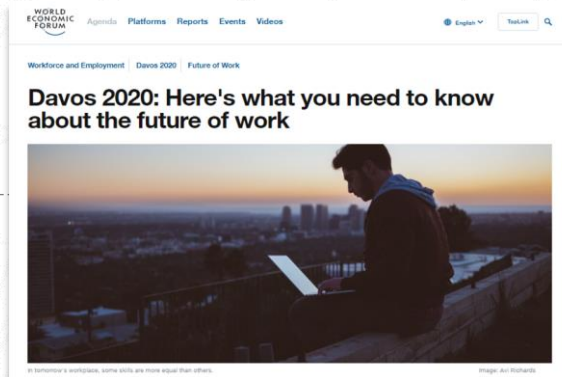 WORLD
ECONOMIC
FORUM
Agenda Platforms Reports Events Videos
English
TopLink
Workforce and Employment Davos 2020 Future of Work
Davos 2020: Here's what you need to know
about the future of work
In tomorrow's workplace, some skills are more equal than others.
Image: Avi Richards